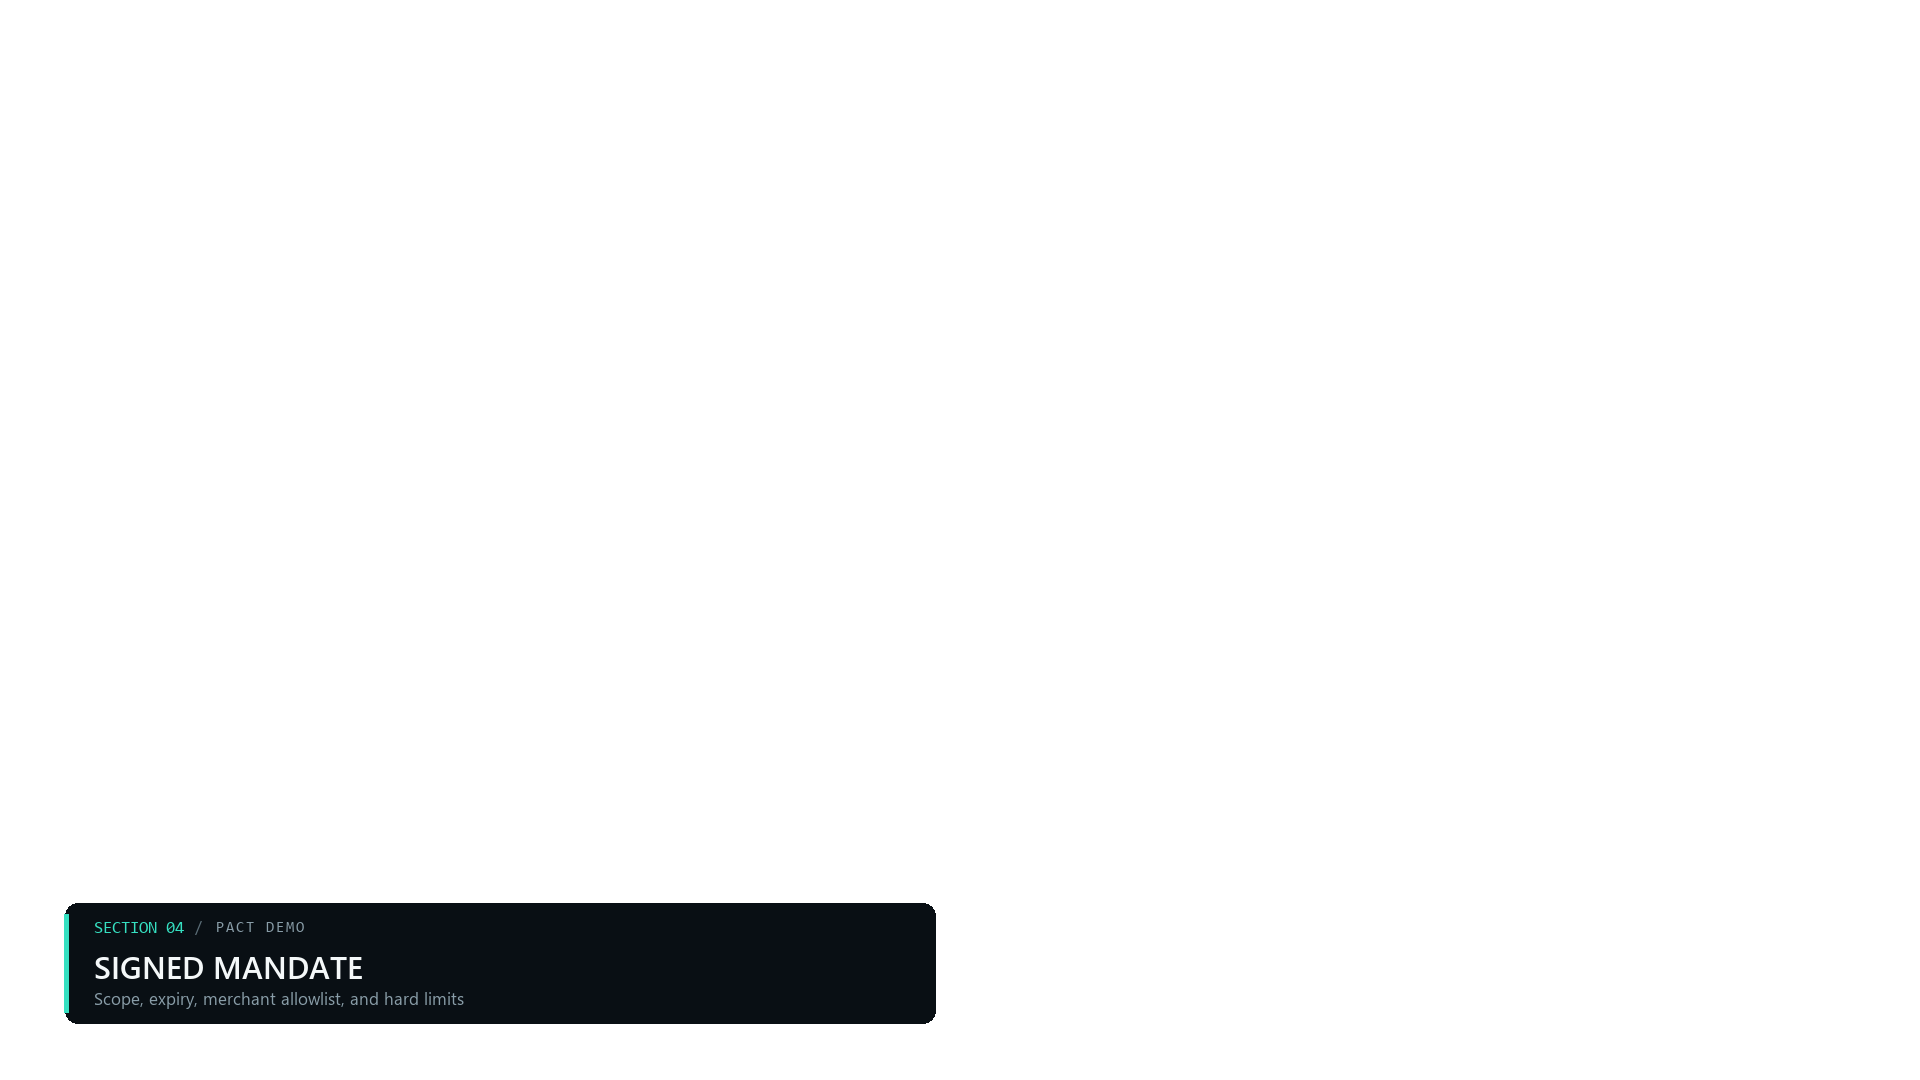 SECTION 04 / PACT DEMO
SIGNED MANDATE
Scope, expiry, merchant allowlist, and hard limits